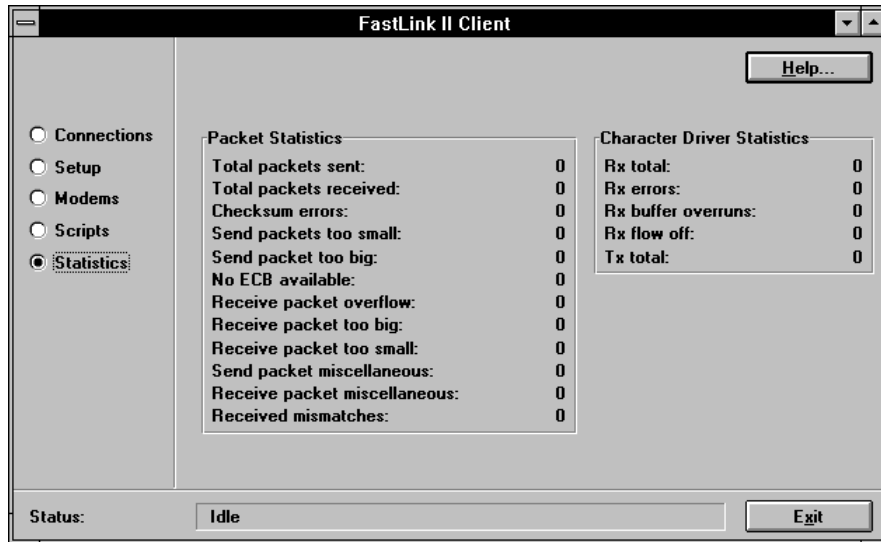 FastLink II Client
Help...
Connections
Setup
Modems
Scripts
Statistics
Packet Statistics
Total packets sent: 0
Total packets received: 0
Checksum errors: 0
Send packets too small: 0
Send packet too big: 0
No ECB available: 0
Receive packet overflow: 0
Receive packet too big: 0
Receive packet too small: 0
Send packet miscellaneous: 0
Receive packet miscellaneous: 0
Received mismatches: 0
Character Driver Statistics
Rx total: 0
Rx errors: 0
Rx buffer overruns: 0
Rx flow off: 0
Tx total: 0
Status: Idle
Exit